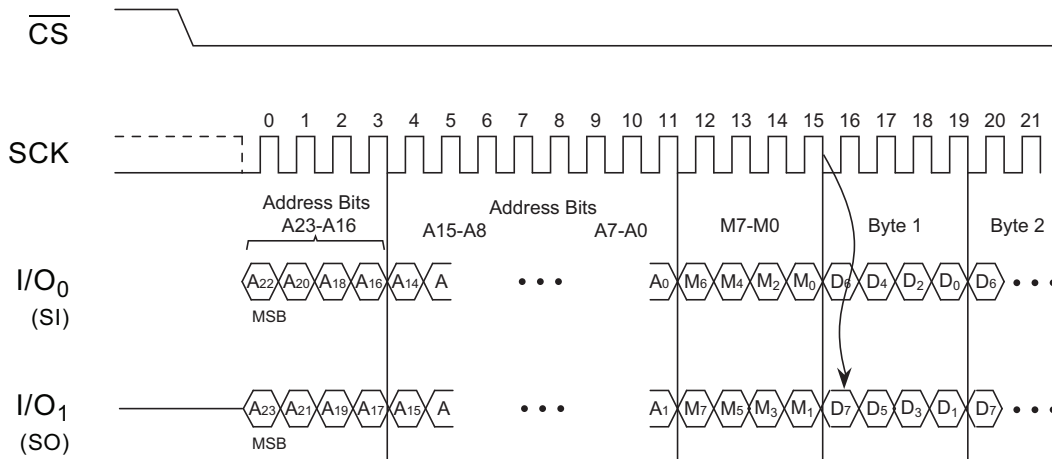 CS
SCK
0 1 2 3 4 5 6 7 8 9 10 11 12 13 14 15 16 17 18 19 20 21
Address Bits
A23-A16
Address Bits
A15-A8 A7-A0 M7-M0 Byte 1 Byte 2
I/O0
(SI)
A22 A20 A18 A16 A14 A • • • A0 M6 M4 M2 M0 D6 D4 D2 D0 D6 • • •
MSB
I/O1
(SO)
A23 A21 A19 A17 A15 A • • • A1 M7 M5 M3 M1 D7 D5 D3 D1 D7 • • •
MSB